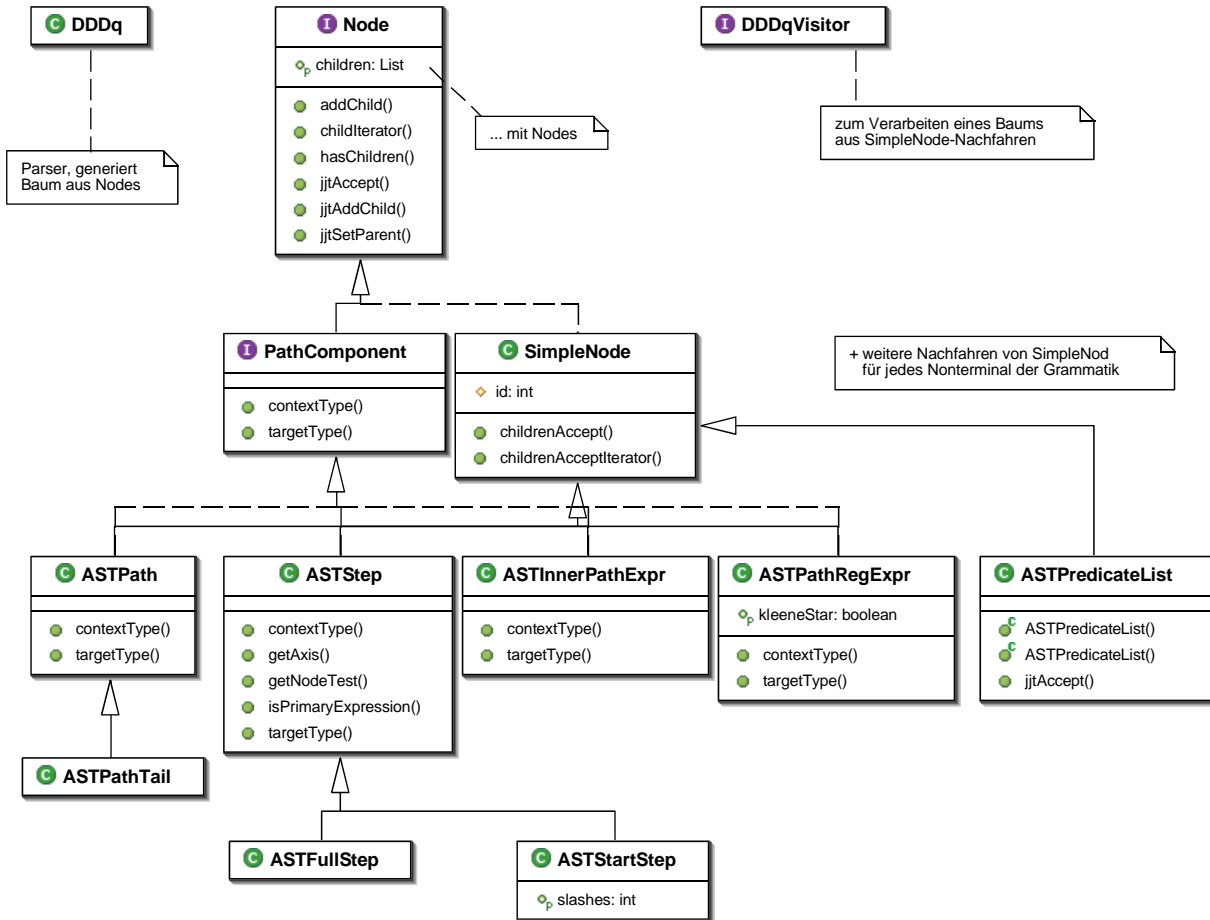 C DDDq
I Node
I DDDqVisitor
p children: List
addChild()
childIterator()
hasChildren()
jjtAccept()
jjtAddChild()
jjtSetParent()
... mit Nodes
zum Verarbeiten eines Baums
aus SimpleNode-Nachfahren
Parser, generiert
Baum aus Nodes
I PathComponent
contextType()
targetType()
C SimpleNode
id: int
childrenAccept()
childrenAcceptIterator()
+ weitere Nachfahren von SimpleNod
für jedes Nonterminal der Grammatik
C ASTPath
contextType()
targetType()
C ASTStep
contextType()
getAxis()
getNodeTest()
isPrimaryExpression()
targetType()
C ASTInnerPathExpr
contextType()
targetType()
C ASTPathRegExpr
p kleeneStar: boolean
contextType()
targetType()
C ASTPredicateList
c ASTPredicateList()
c ASTPredicateList()
jjtAccept()
C ASTPathTail
C ASTFullStep
C ASTStartStep
p slashes: int